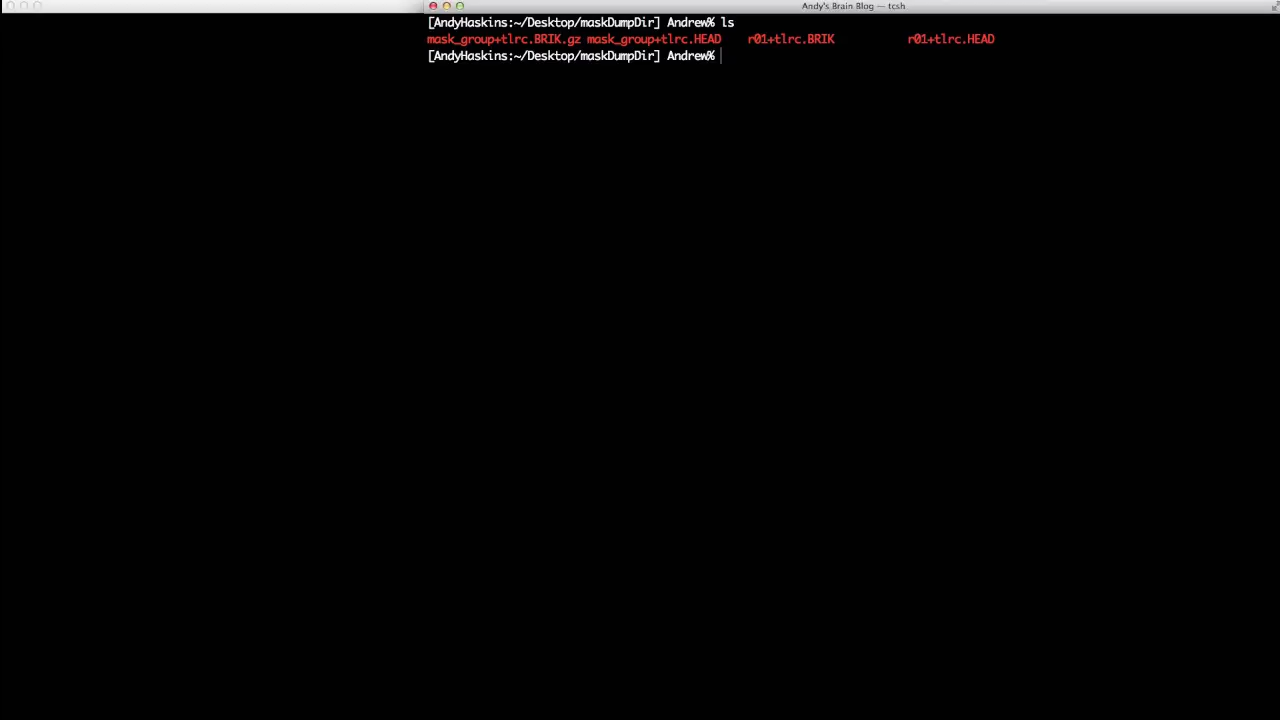 Andy's Brain Blog — tcsh
[AndyHaskins:~/Desktop/maskDumpDir] Andrew% ls
mask_group+tlrc.BRIK.gz mask_group+tlrc.HEAD r01+tlrc.BRIK r01+tlrc.HEAD
[AndyHaskins:~/Desktop/maskDumpDir] Andrew%